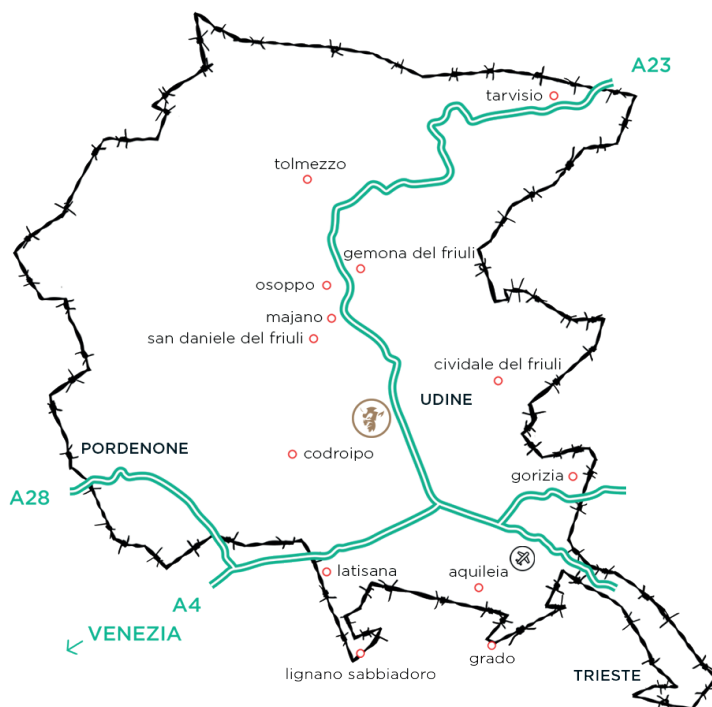 A23
tarvisio
tolmezzo
gemona del friuli
osoppo
majano
san daniele del friuli
cividale del friuli
UDINE
PORDENONE
codroipo
gorizia
A28
latisana
aquileia
A4
VENEZIA
grado
lignano sabbiadoro
TRIESTE